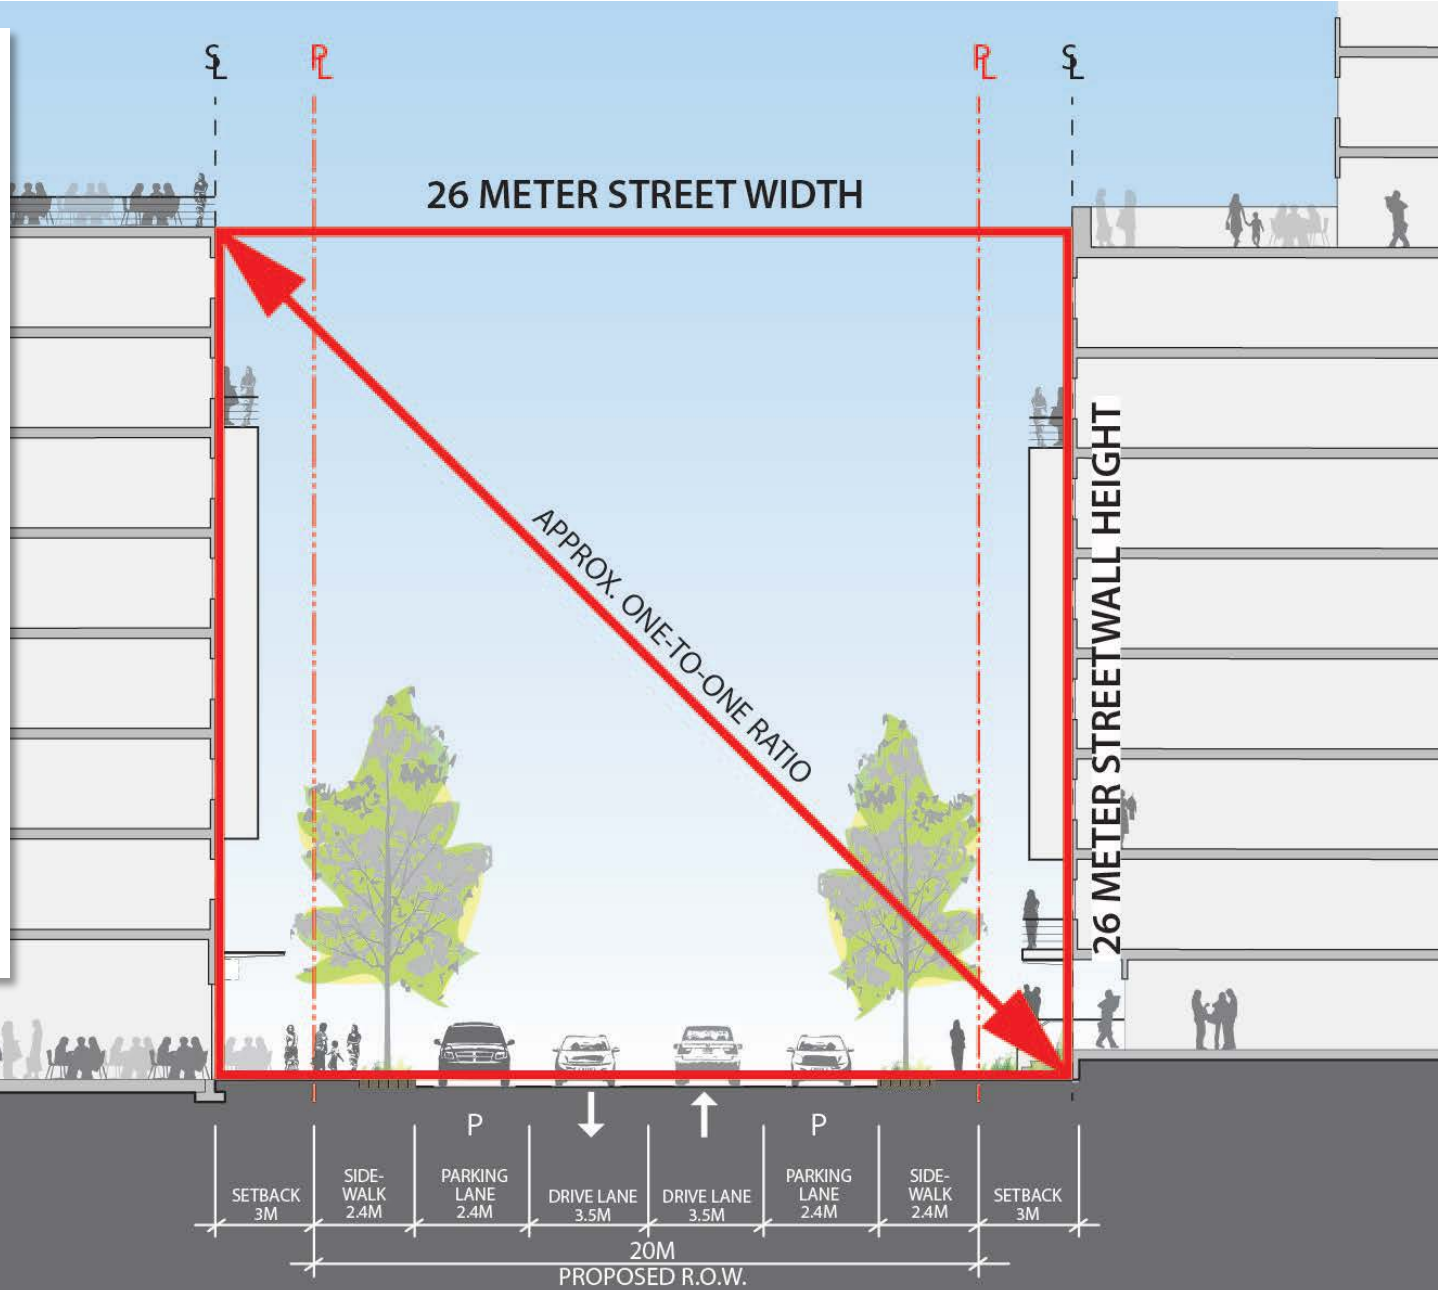 SL
PL
PL
SL
26 METER STREET WIDTH
APPROX. ONE-TO-ONE RATIO
26 METER STREETWALL HEIGHT
P
P
SETBACK
3M
SIDE-
WALK
2.4M
PARKING
LANE
2.4M
DRIVE LANE
3.5M
DRIVE LANE
3.5M
PARKING
LANE
2.4M
SIDE-
WALK
2.4M
SETBACK
3M
20M
PROPOSED R.O.W.